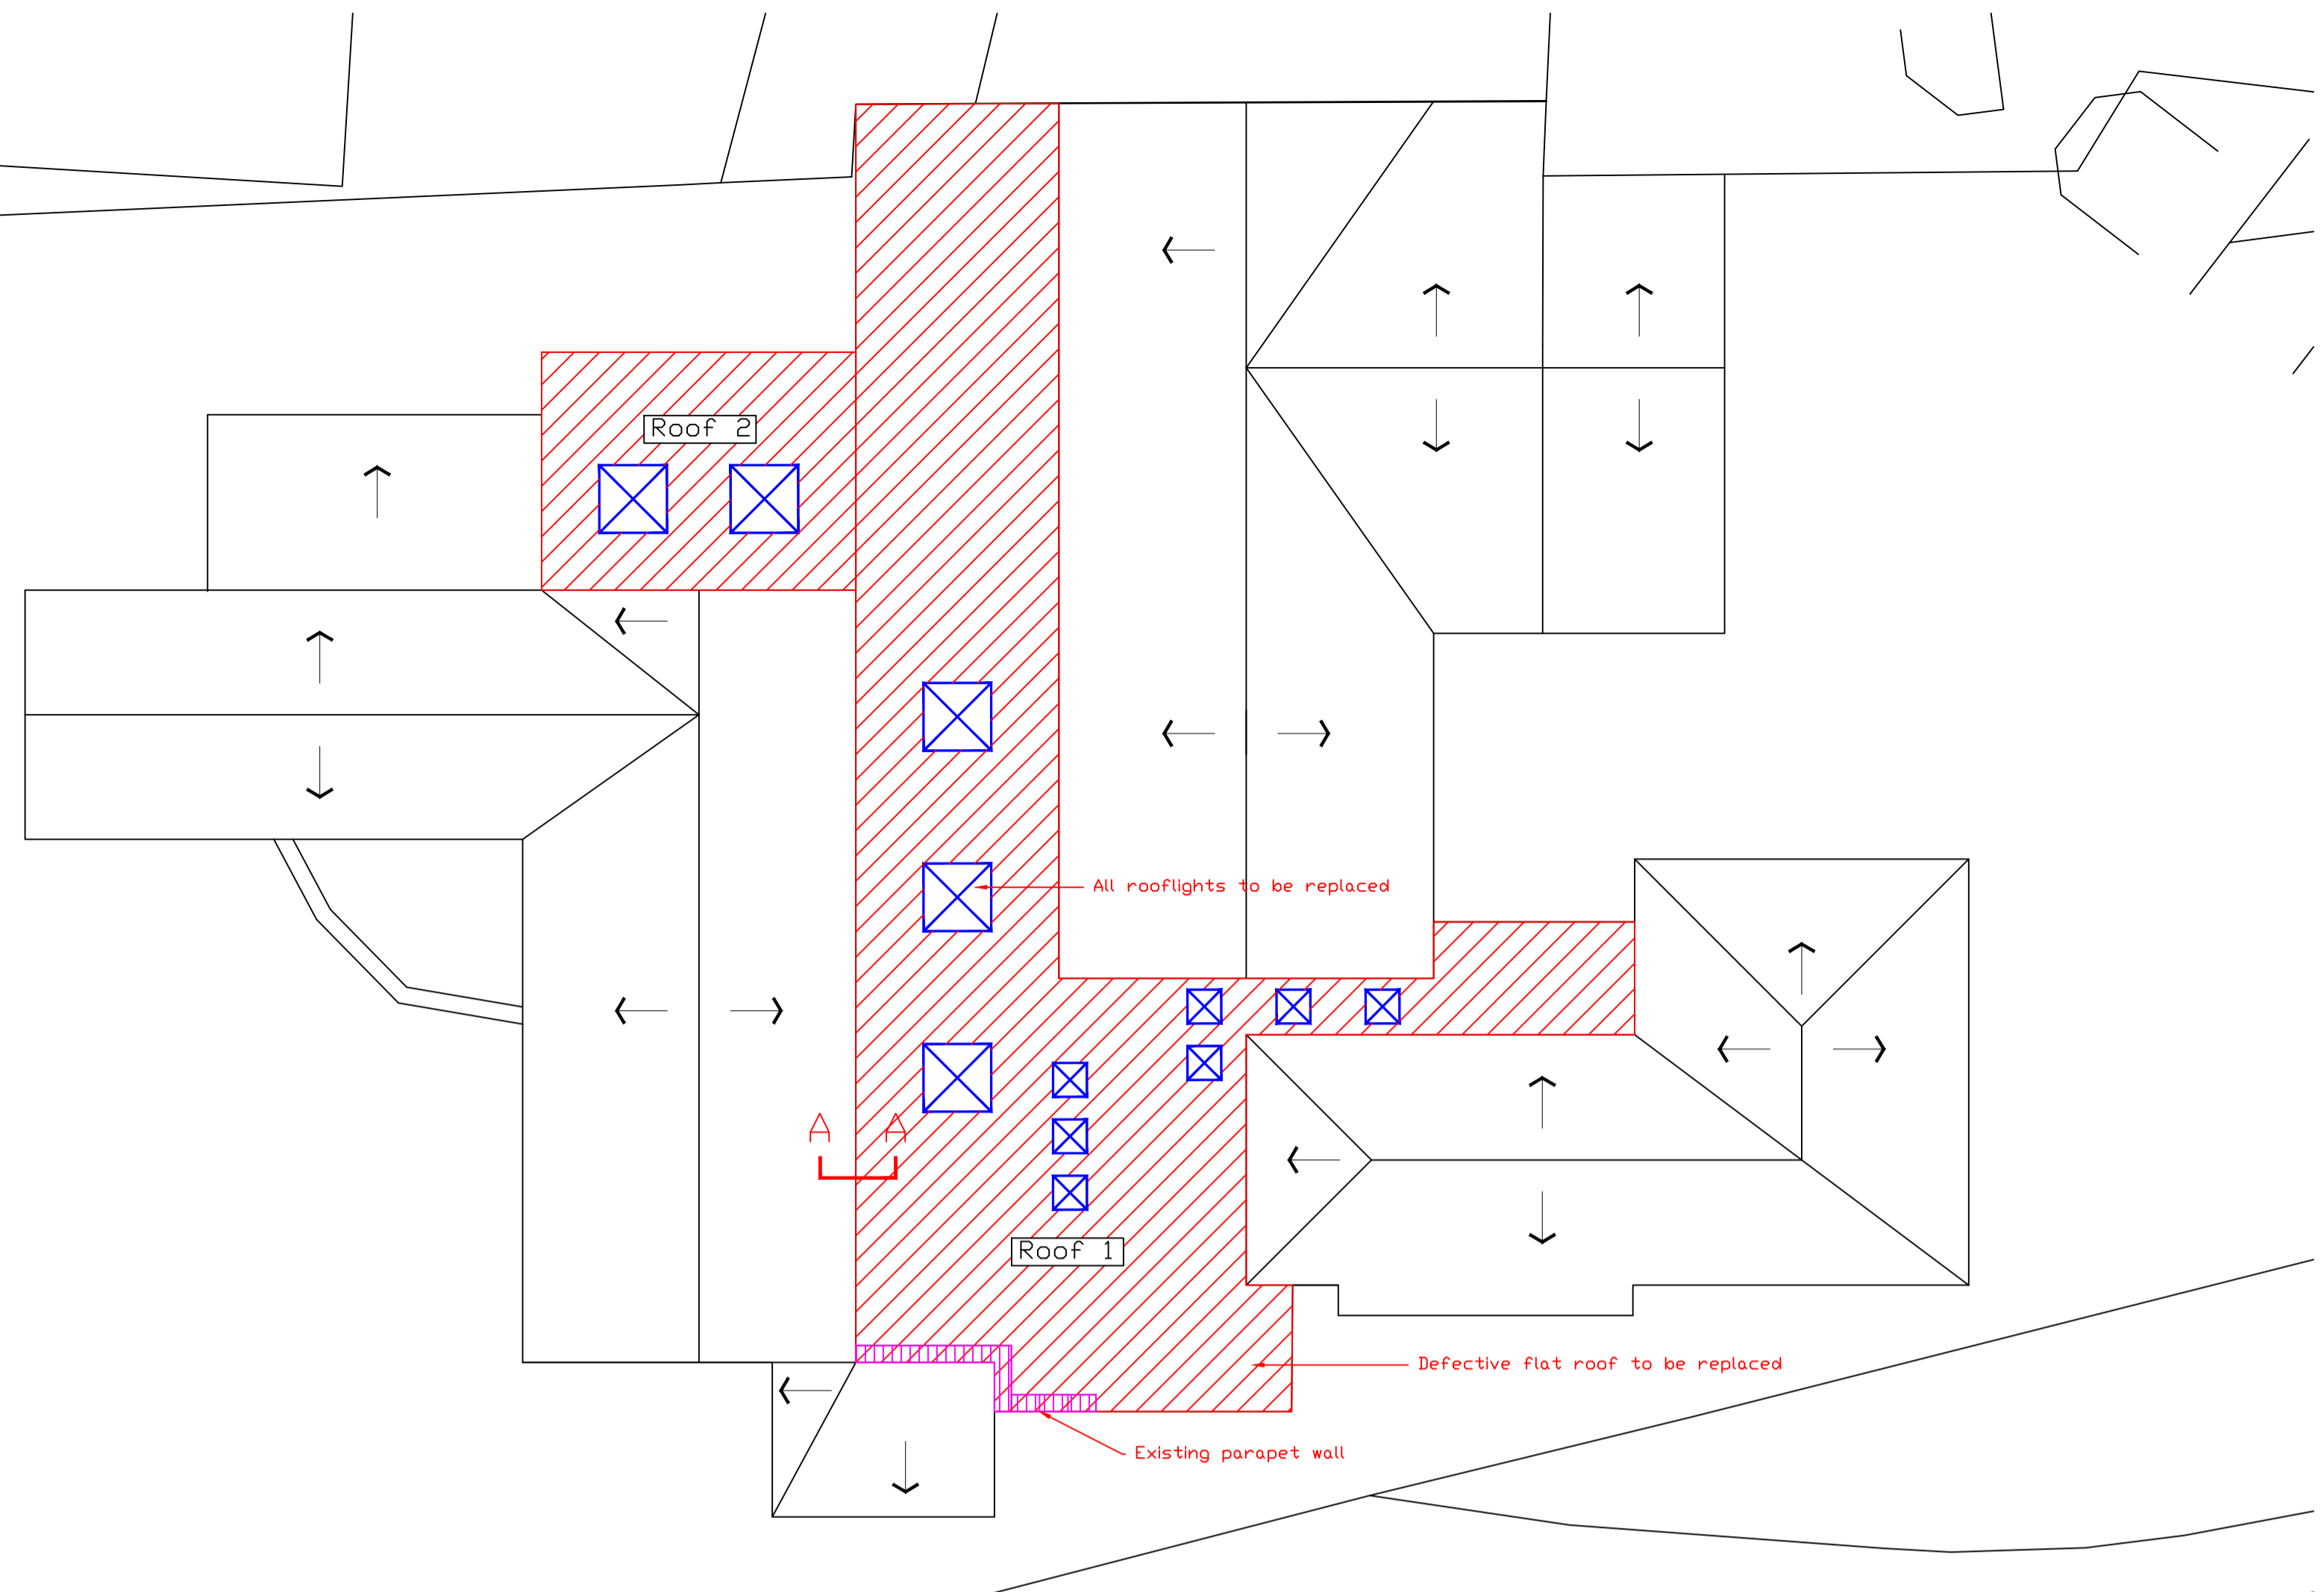 Roof 2
All rooflights to be replaced
A A
Roof 1
Defective flat roof to be replaced
Existing parapet wall